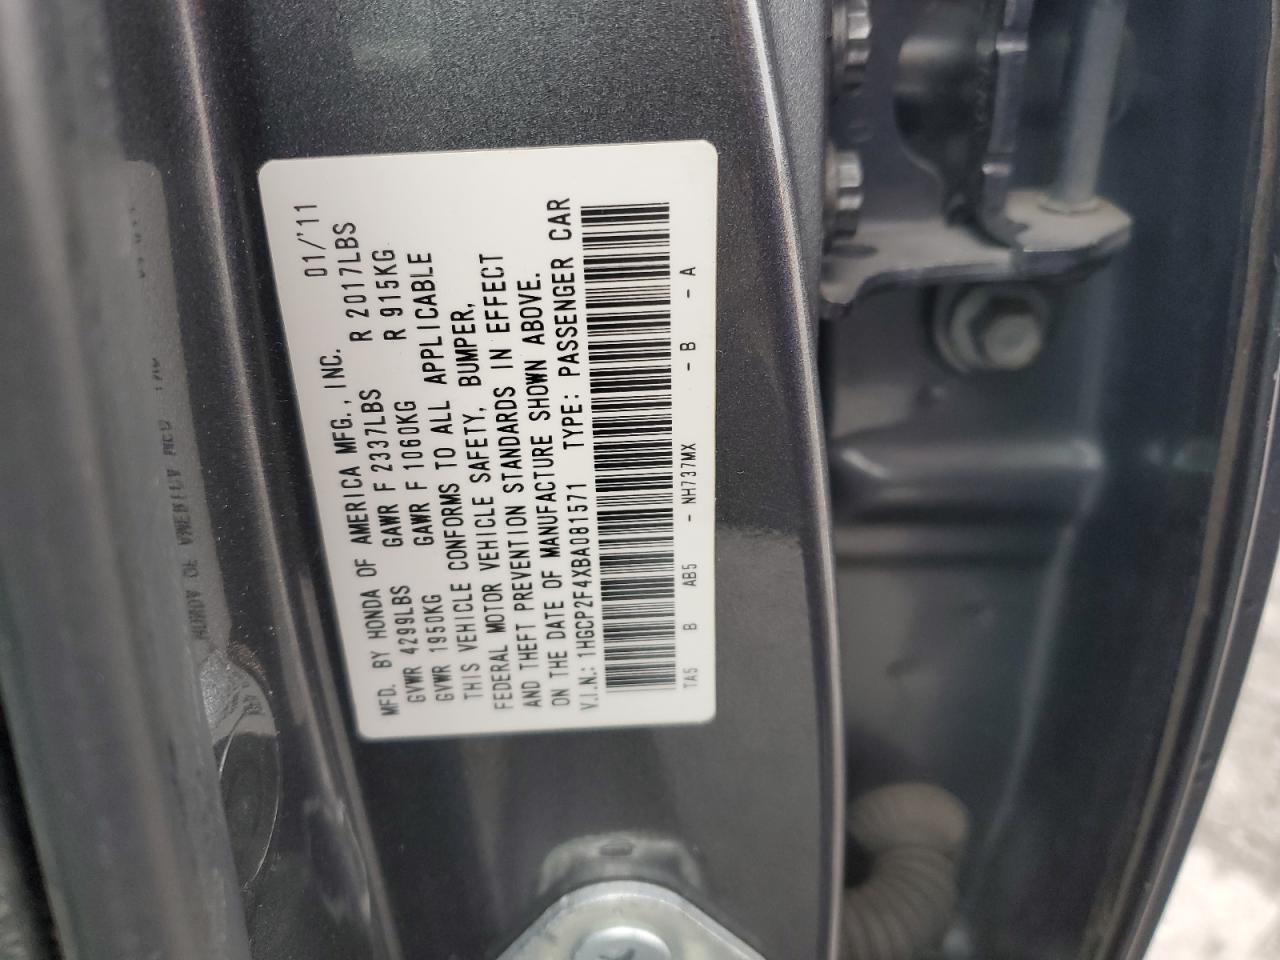 MFD. BY HONDA OF AMERICA MFG., INC. 01/'11
GVWR 4299LBS GAWR F 2337LBS R 2017LBS
GVWR 1950KG GAWR F 1060KG R 915KG
THIS VEHICLE CONFORMS TO ALL APPLICABLE
FEDERAL MOTOR VEHICLE SAFETY, BUMPER,
AND THEFT PREVENTION STANDARDS IN EFFECT
ON THE DATE OF MANUFACTURE SHOWN ABOVE.
V.I.N.: 1HGCP2F4XBA081571 TYPE: PASSENGER CAR
TA5 B AB5 - NH737MX - B - A